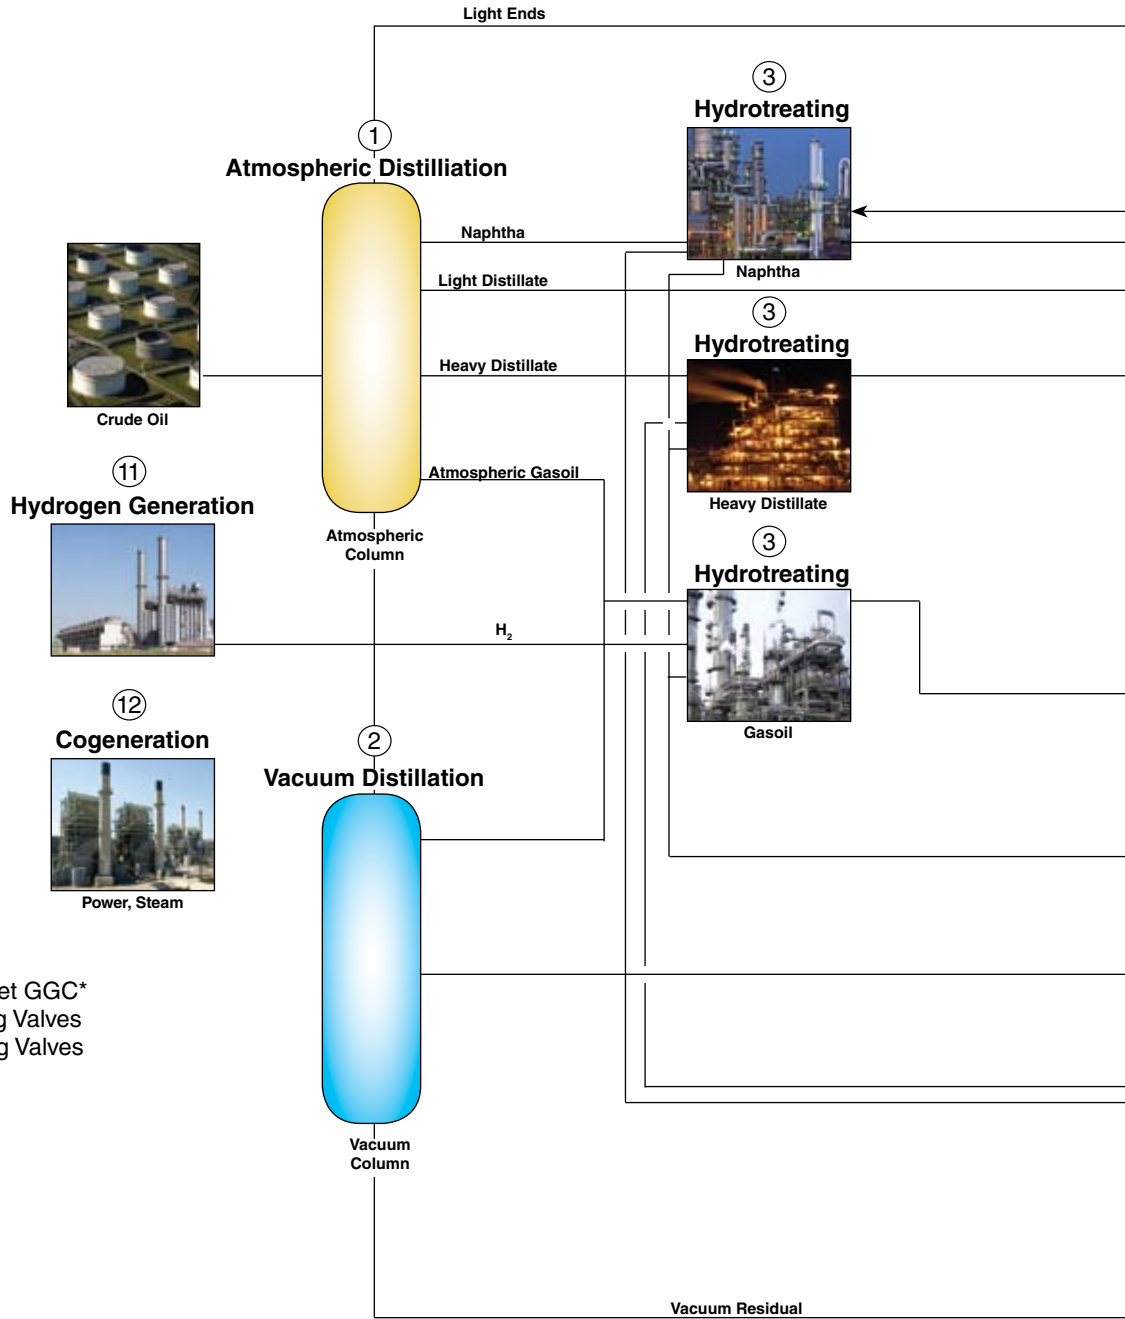 Light Ends
3
Hydrotreating
1
Atmospheric Distilliation
Naphtha
Naphtha
Light Distillate
3
Hydrotreating
Heavy Distillate
Crude Oil
11
Hydrogen Generation
Atmospheric Gasoil
Heavy Distillate
Atmospheric
Column
3
Hydrotreating
H2
12
Cogeneration
2
Vacuum Distillation
Gasoil
Power, Steam
et GGC*
g Valves
g Valves
Vacuum
Column
Vacuum Residual